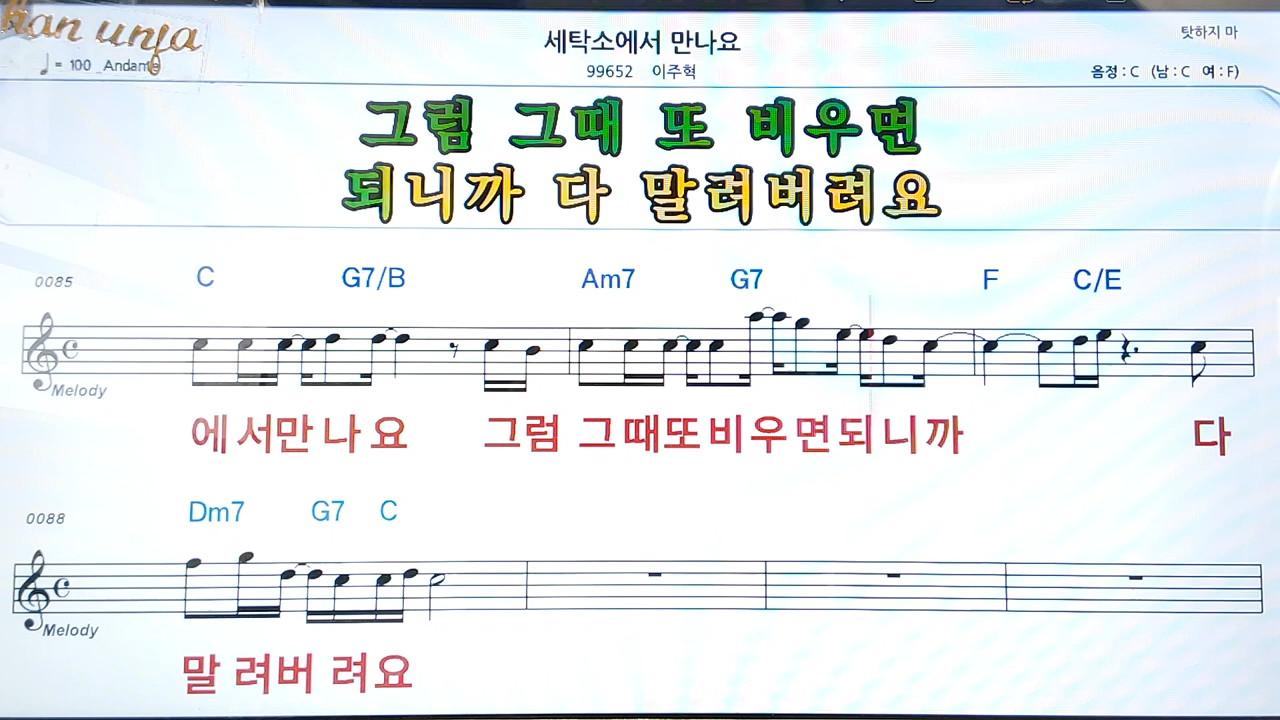 han unja
♩ = 100 _Andante
세탁소에서 만나요
탓하지 마
99652 이주혁
음정 : C (남 : C 여 : F)
그럼 그때 또 비우면
되니까 다 말려버려요
0085
C G7/B Am7 G7 F C/E
Melody
에서만나요 그럼 그때또비우면되니까 다
0088
Dm7 G7 C
Melody
말 려버 려요